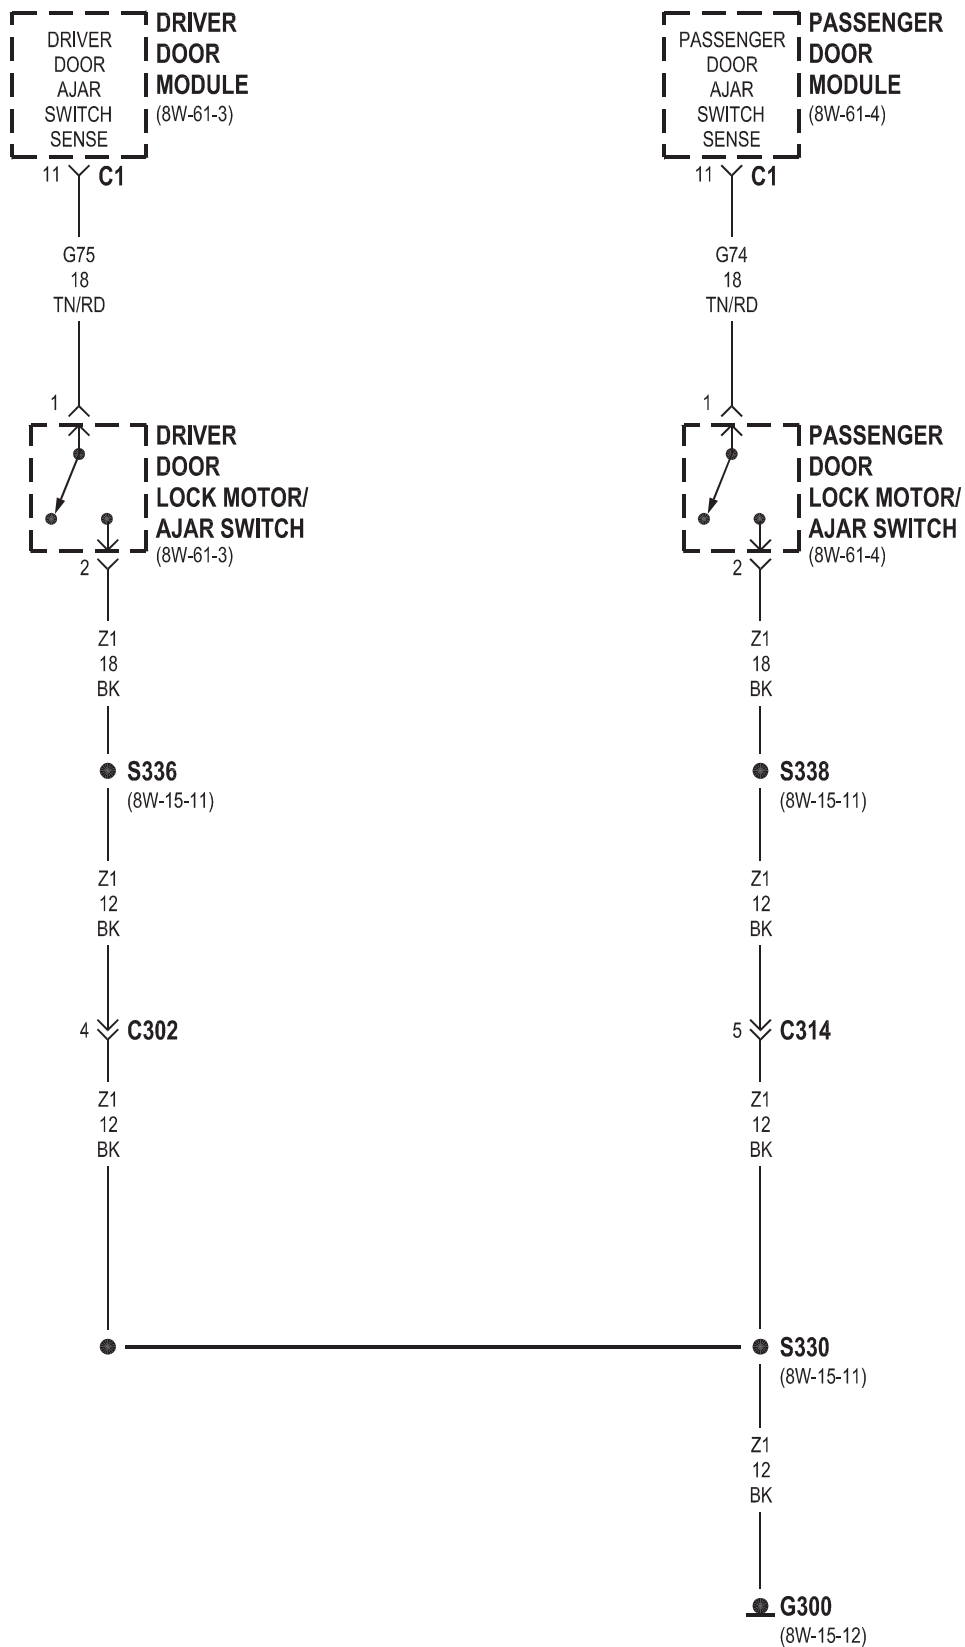 DRIVER
DOOR
AJAR
SWITCH
SENSE
DRIVER
DOOR
MODULE
(8W-61-3)
11
C1
G75
18
TN/RD
1
DRIVER
DOOR
LOCK MOTOR/
AJAR SWITCH
(8W-61-3)
2
Z1
18
BK
S336
(8W-15-11)
Z1
12
BK
4
C302
Z1
12
BK
PASSENGER
DOOR
AJAR
SWITCH
SENSE
PASSENGER
DOOR
MODULE
(8W-61-4)
11
C1
G74
18
TN/RD
1
PASSENGER
DOOR
LOCK MOTOR/
AJAR SWITCH
(8W-61-4)
2
Z1
18
BK
S338
(8W-15-11)
Z1
12
BK
5
C314
Z1
12
BK
S330
(8W-15-11)
Z1
12
BK
G300
(8W-15-12)